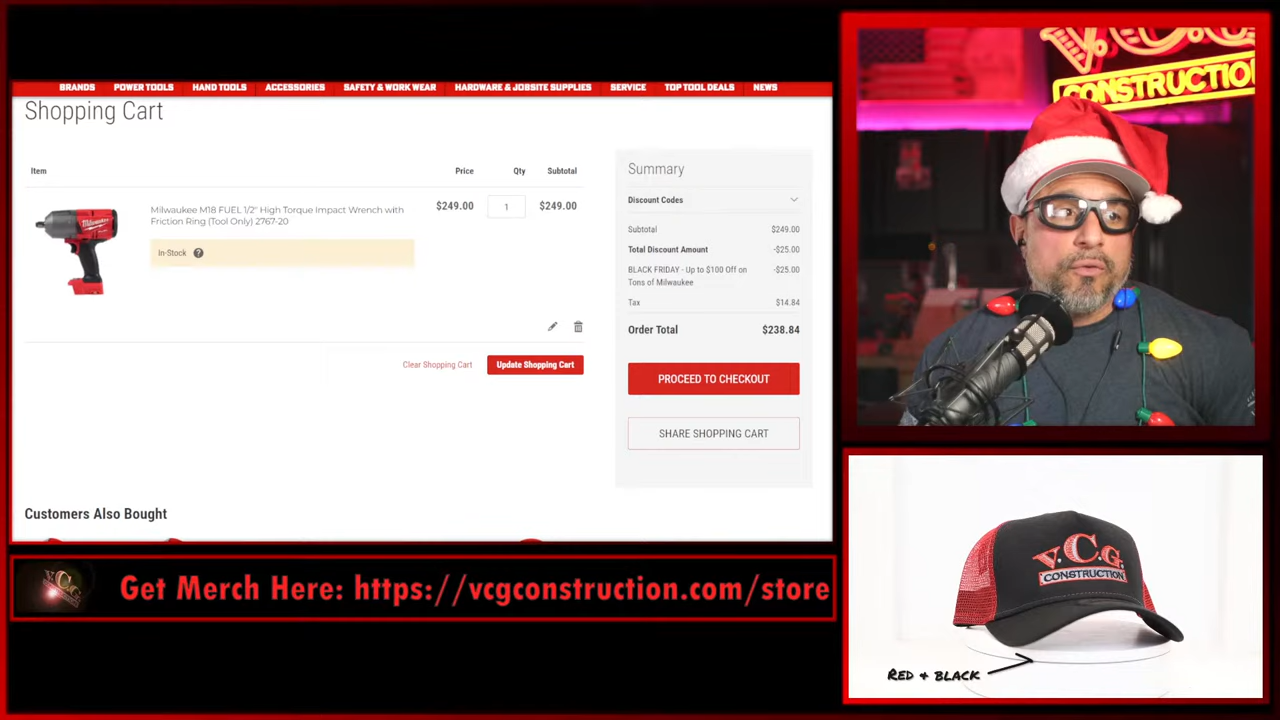 BRANDS POWER TOOLS HAND TOOLS ACCESSORIES SAFETY & WORK WEAR HARDWARE & JOBSITE SUPPLIES SERVICE TOP TOOL DEALS NEWS
Shopping Cart
Item Price Qty Subtotal
Milwaukee M18 FUEL 1/2" High Torque Impact Wrench with
Friction Ring (Tool Only) 2767-20
$249.00 1 $249.00
In-Stock ?
Clear Shopping Cart Update Shopping Cart
Summary
Discount Codes
Subtotal $249.00
Total Discount Amount -$25.00
BLACK FRIDAY - Up to $100 Off on -$25.00
Tons of Milwaukee
Tax $14.84
Order Total $238.84
PROCEED TO CHECKOUT
SHARE SHOPPING CART
Customers Also Bought
Get Merch Here: https://vcgconstruction.com/store
V.C.G.
CONSTRUCTION
V.C.G.
CONSTRUCTION
RED & BLACK